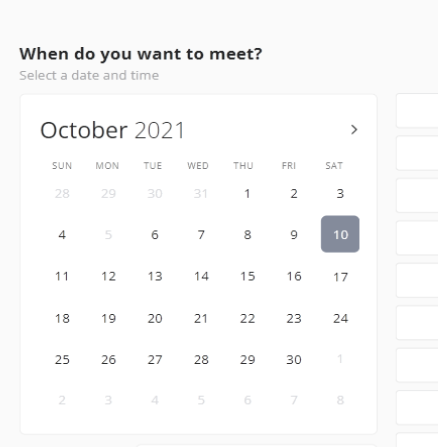 When do you want to meet?
Select a date and time
October 2021
SUN MON TUE WED THU FRI SAT
28 29 30 31 1 2 3
4 5 6 7 8 9 10
11 12 13 14 15 16 17
18 19 20 21 22 23 24
25 26 27 28 29 30 1
2 3 4 5 6 7 8